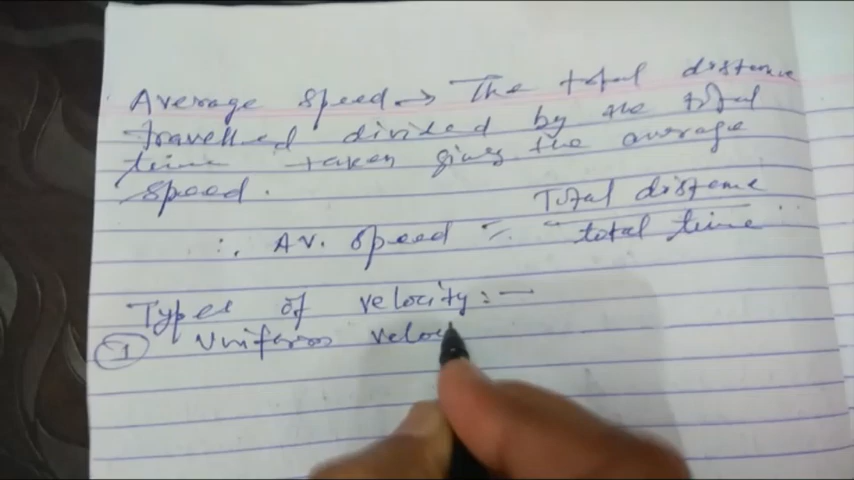 Average speed → The total distance
travelled divided by the total
time taken gives the average
speed.
Total distance
∴ Av. speed = total time
Types of velocity :—
① Uniform veloc